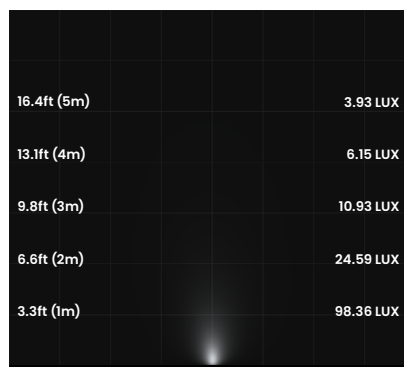 16.4ft (5m) 3.93 LUX
13.1ft (4m) 6.15 LUX
9.8ft (3m) 10.93 LUX
6.6ft (2m) 24.59 LUX
3.3ft (1m) 98.36 LUX